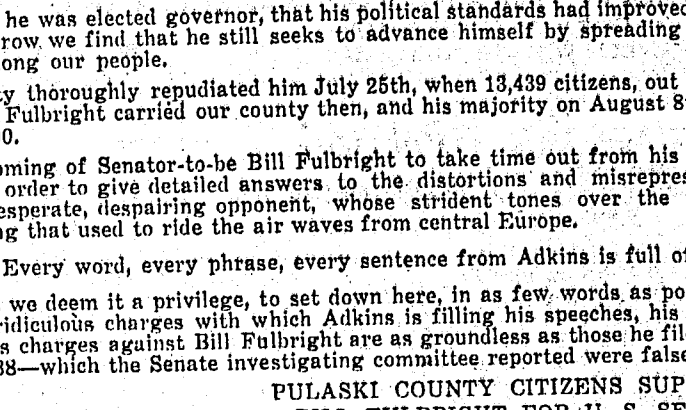 he was elected governor, that his political standards had improved
row we find that he still seeks to advance himself by spreading
ong our people.
y thoroughly repudiated him July 25th, when 13,439 citizens, out
Fulbright carried our county then, and his majority on August 8
0.
oming of Senator-to-be Bill Fulbright to take time out from his
order to give detailed answers to the distortions and misrepres
esperate, despairing opponent, whose strident tones over the
ng that used to ride the air waves from central Europe.
Every word, every phrase, every sentence from Adkins is full o
we deem it a privilege, to set down here, in as few words as po
ridiculous charges with which Adkins is filling his speeches, his
s charges against Bill Fulbright are as groundless as those he fil
38—which the Senate investigating committee reported were false
PULASKI COUNTY CITIZENS SUP
FULBRIGHT FOR U. S. SE